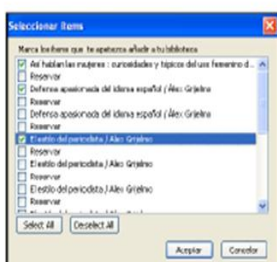 Seleccionar Items
Marca los items que te apetezca añadir a tu biblioteca
Así hablan las mujeres : curiosidades y tópicos del uso femenino d...
Reservar
Defensa apasionada del idioma español / Álex Grijelmo
Reservar
Defensa apasionada del idioma español / Álex Grijelmo
Reservar
El estilo del periodista / Alex Grijelmo
Reservar
El estilo del periodista / Alex Grijelmo
Reservar
El estilo del periodista / Alex Grijelmo
Reservar
Select All
Deselect All
Aceptar
Cancelar